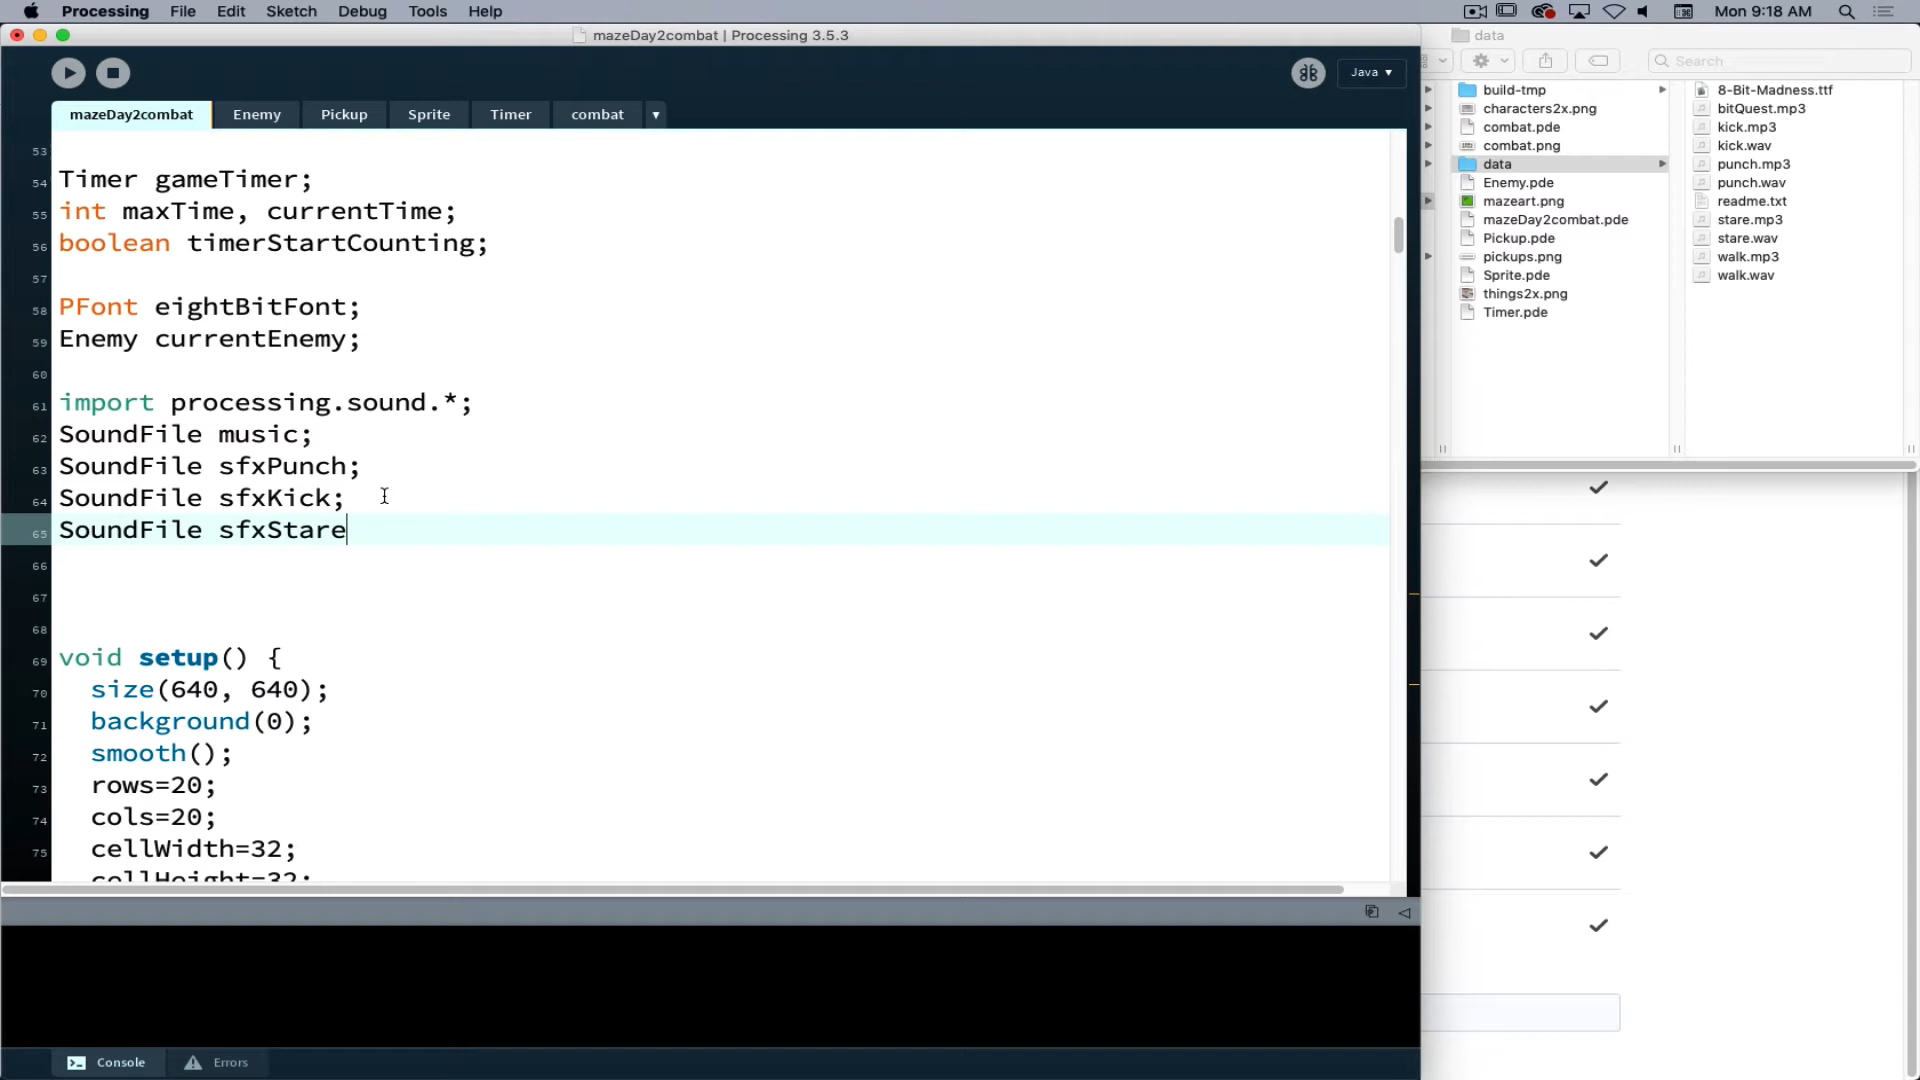 Processing File Edit Sketch Debug Tools Help Mon 9:18 AM
mazeDay2combat | Processing 3.5.3
data
Java ▾
Search
mazeDay2combat Enemy Pickup Sprite Timer combat ▾
53
54 Timer gameTimer;
55 int maxTime, currentTime;
56 boolean timerStartCounting;
57
58 PFont eightBitFont;
59 Enemy currentEnemy;
60
61 import processing.sound.*;
62 SoundFile music;
63 SoundFile sfxPunch;
64 SoundFile sfxKick;
65 SoundFile sfxStare
66
67
68
69 void setup() {
70 size(640, 640);
71 background(0);
72 smooth();
73 rows=20;
74 cols=20;
75 cellWidth=32;
cellHeight=32;
build-tmp
characters2x.png
combat.pde
combat.png
data
Enemy.pde
mazeart.png
mazeDay2combat.pde
Pickup.pde
pickups.png
Sprite.pde
things2x.png
Timer.pde
8-Bit-Madness.ttf
bitQuest.mp3
kick.mp3
kick.wav
punch.mp3
punch.wav
readme.txt
stare.mp3
stare.wav
walk.mp3
walk.wav
Console Errors